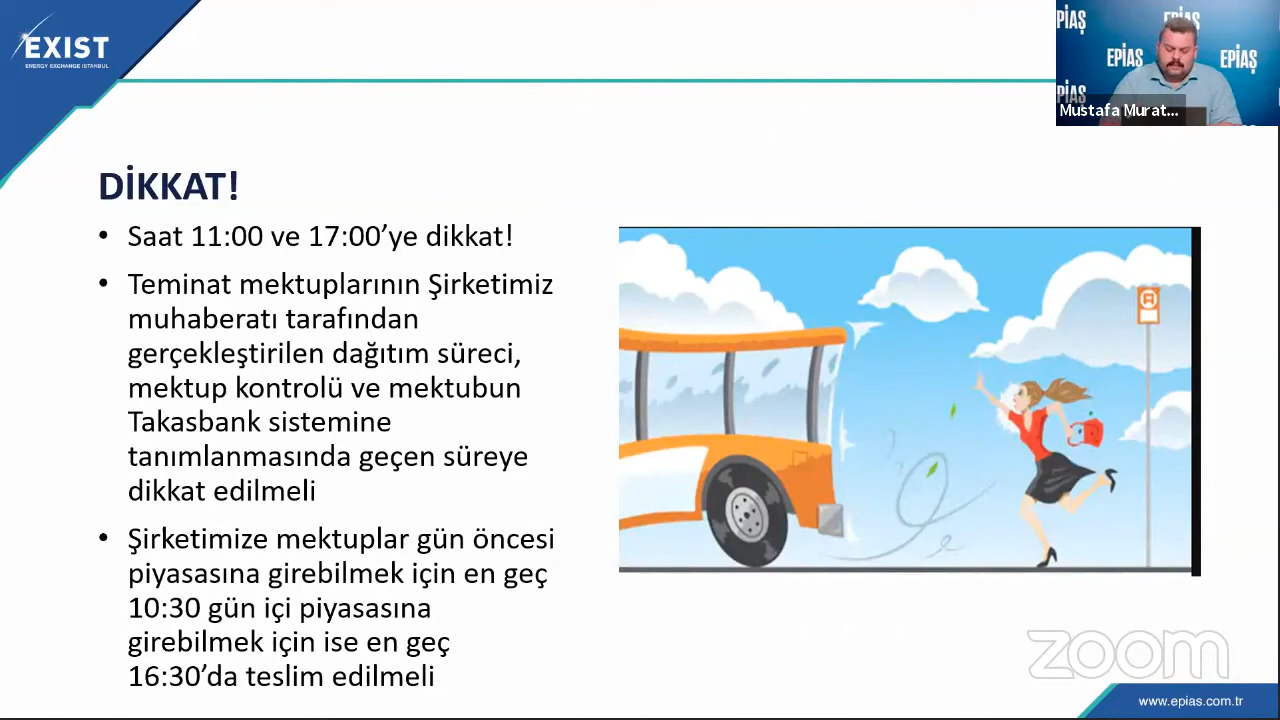 EXIST
ENERGY EXCHANGE ISTANBUL
EPİAŞ
EPİAŞ
EPİAŞ
Mustafa Murat...
DİKKAT!
• Saat 11:00 ve 17:00’ye dikkat!
• Teminat mektuplarının Şirketimiz
muhaberatı tarafından
gerçekleştirilen dağıtım süreci,
mektup kontrolü ve mektubun
Takasbank sistemine
tanımlanmasında geçen süreye
dikkat edilmeli
• Şirketimize mektuplar gün öncesi
piyasasına girebilmek için en geç
10:30 gün içi piyasasına
girebilmek için ise en geç
16:30’da teslim edilmeli
zoom
www.epias.com.tr